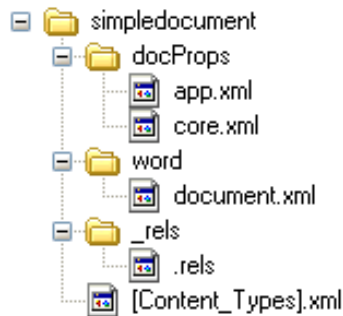 simpledocument
docProps
app.xml
core.xml
word
document.xml
_rels
.rels
[Content_Types].xml